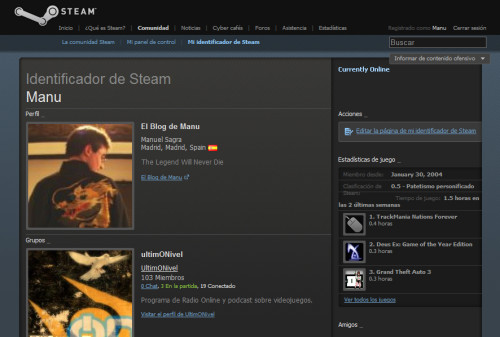 STEAM
Inicio | ¿Qué es Steam? | Comunidad | Noticias | Cyber cafés | Foros | Asistencia | Estadísticas
Registrado como Manu Cerrar sesión
La comunidad Steam | Mi panel de control | Mi identificador de Steam
Buscar
Informar de contenido ofensivo
Identificador de Steam
Manu
Perfil _
El Blog de Manu
Manuel Sagra
Madrid, Madrid, Spain
The Legend Will Never Die
El Blog de Manu
Grupos _
ultimONivel
UltimONivel
103 Miembros
8 Chat, 3 En la partida, 19 Conectado
Programa de Radio Online y podcast sobre videojuegos.
Visitar el perfil de UltimONivel
Currently Online
Acciones _
Editar la página de mi identificador de Steam
Estadísticas de juego _
Miembro desde: January 30, 2004
Clasificación de Steam: 0.5 - Patetismo personificado
Tiempo de juego: 1.5 horas en
las 2 últimas semanas
1. TrackMania Nations Forever
0.4 horas
2. Deus Ex: Game of the Year Edition
0.3 horas
3. Grand Theft Auto 3
0.3 horas
Ver todos los juegos
Amigos _